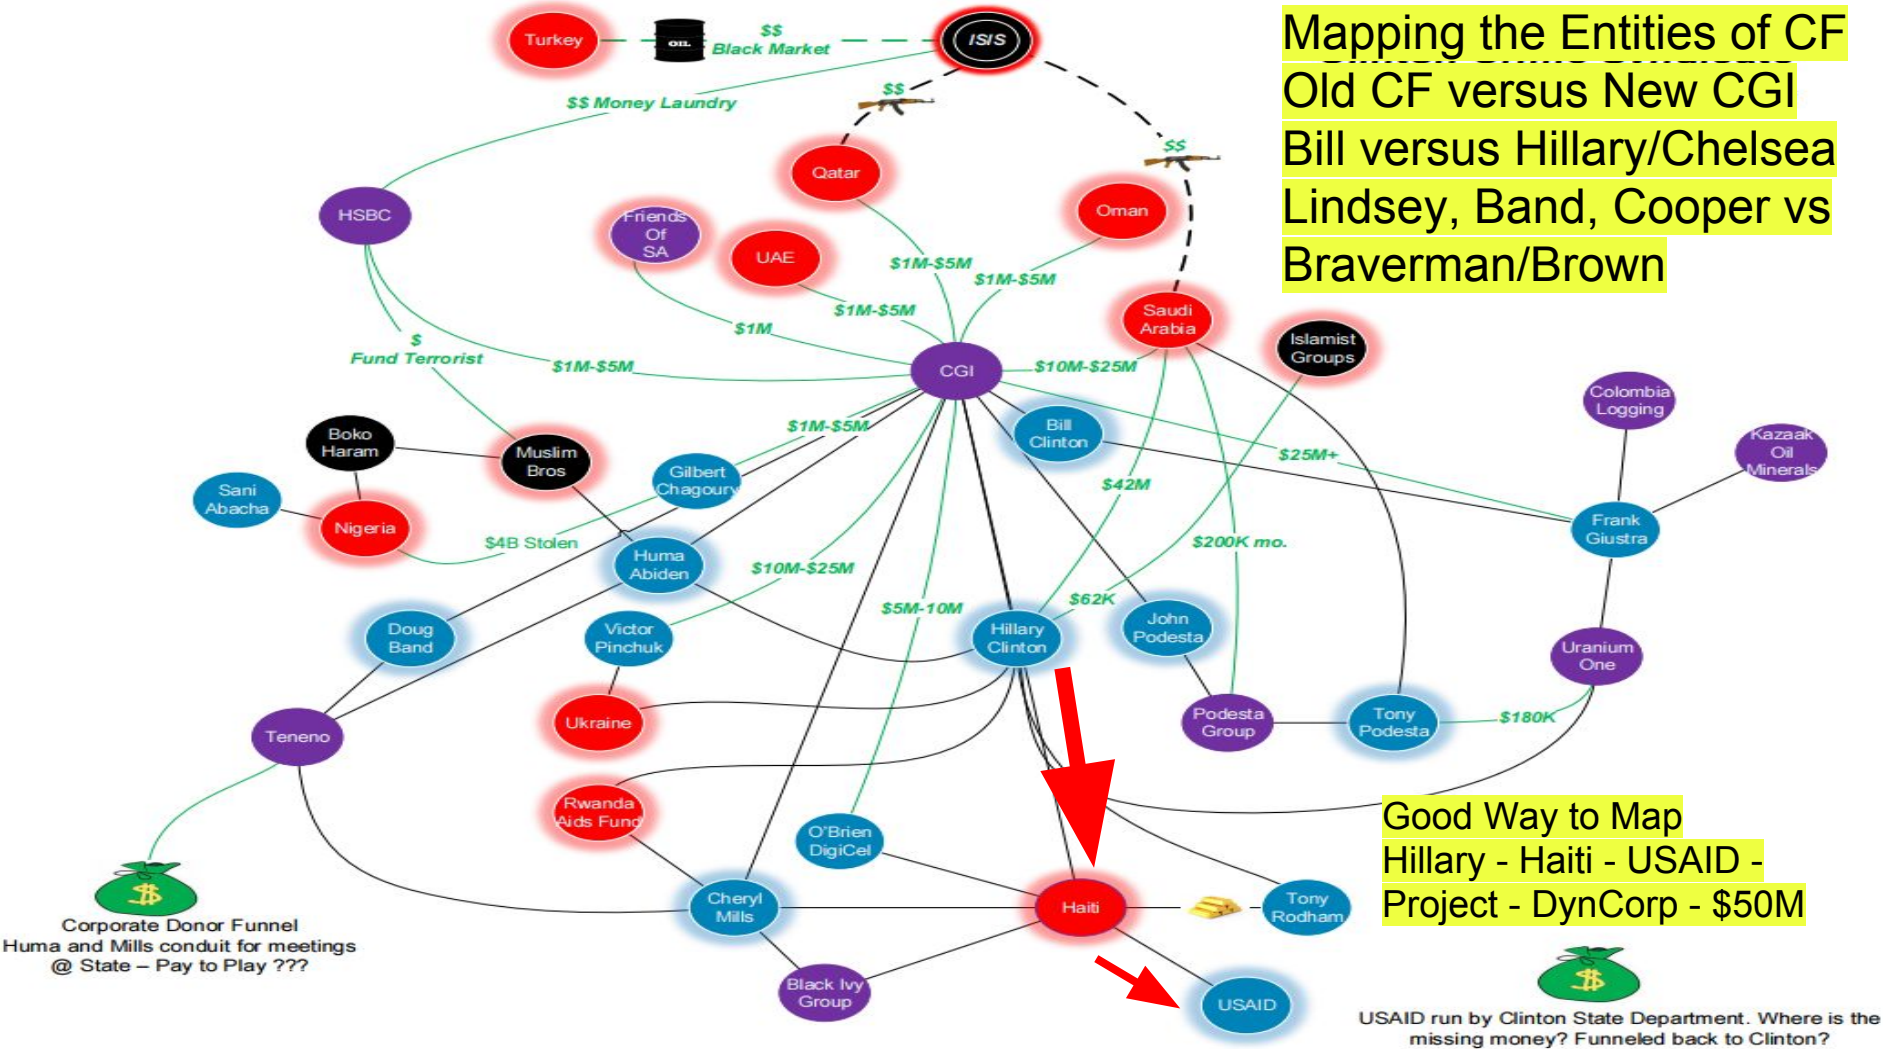 Turkey
OIL
$$
Black Market
ISIS
Mapping the Entities of CF
Old CF versus New CGI
Bill versus Hillary/Chelsea
Lindsey, Band, Cooper vs
Braverman/Brown
$$ Money Laundry
$$
$$
Qatar
HSBC
Friends
Of
SA
UAE
Oman
$1M-$5M
$1M-$5M
$1M-$5M
$1M
Saudi
Arabia
Islamist
Groups
$
Fund Terrorist
$1M-$5M
CGI
$10M-$25M
Colombia
Logging
Boko
Haram
Muslim
Bros
$1M-$5M
Bill
Clinton
$25M+
Kazaak
Oil
Minerals
Sani
Abacha
Gilbert
Chagoury
$42M
Nigeria
$4B Stolen
Frank
Giustra
Huma
Abiden
$10M-$25M
$200K mo.
$5M-10M
$62K
Doug
Band
Victor
Pinchuk
Hillary
Clinton
John
Podesta
Uranium
One
Teneno
Ukraine
Podesta
Group
Tony
Podesta
$180K
Rwanda
Aids Fund
O'Brien
DigiCel
Good Way to Map
Hillary - Haiti - USAID -
Project - DynCorp - $50M
$
Corporate Donor Funnel
Huma and Mills conduit for meetings
@ State – Pay to Play ???
Cheryl
Mills
Haiti
Tony
Rodham
Black Ivy
Group
USAID
$
USAID run by Clinton State Department. Where is the
missing money? Funneled back to Clinton?